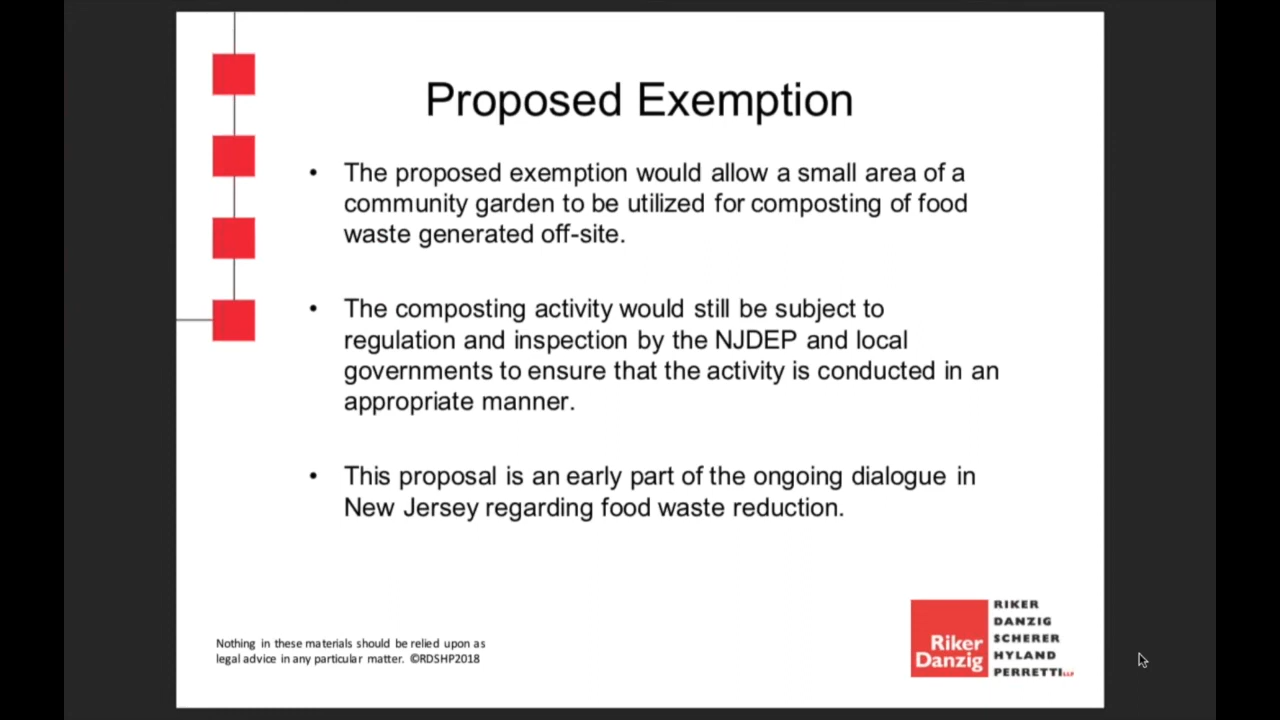 Proposed Exemption
• The proposed exemption would allow a small area of a
community garden to be utilized for composting of food
waste generated off-site.
• The composting activity would still be subject to
regulation and inspection by the NJDEP and local
governments to ensure that the activity is conducted in an
appropriate manner.
• This proposal is an early part of the ongoing dialogue in
New Jersey regarding food waste reduction.
Nothing in these materials should be relied upon as
legal advice in any particular matter. ©RDSHP2018
Riker
Danzig
RIKER
DANZIG
SCHERER
HYLAND
PERRETTI LLP